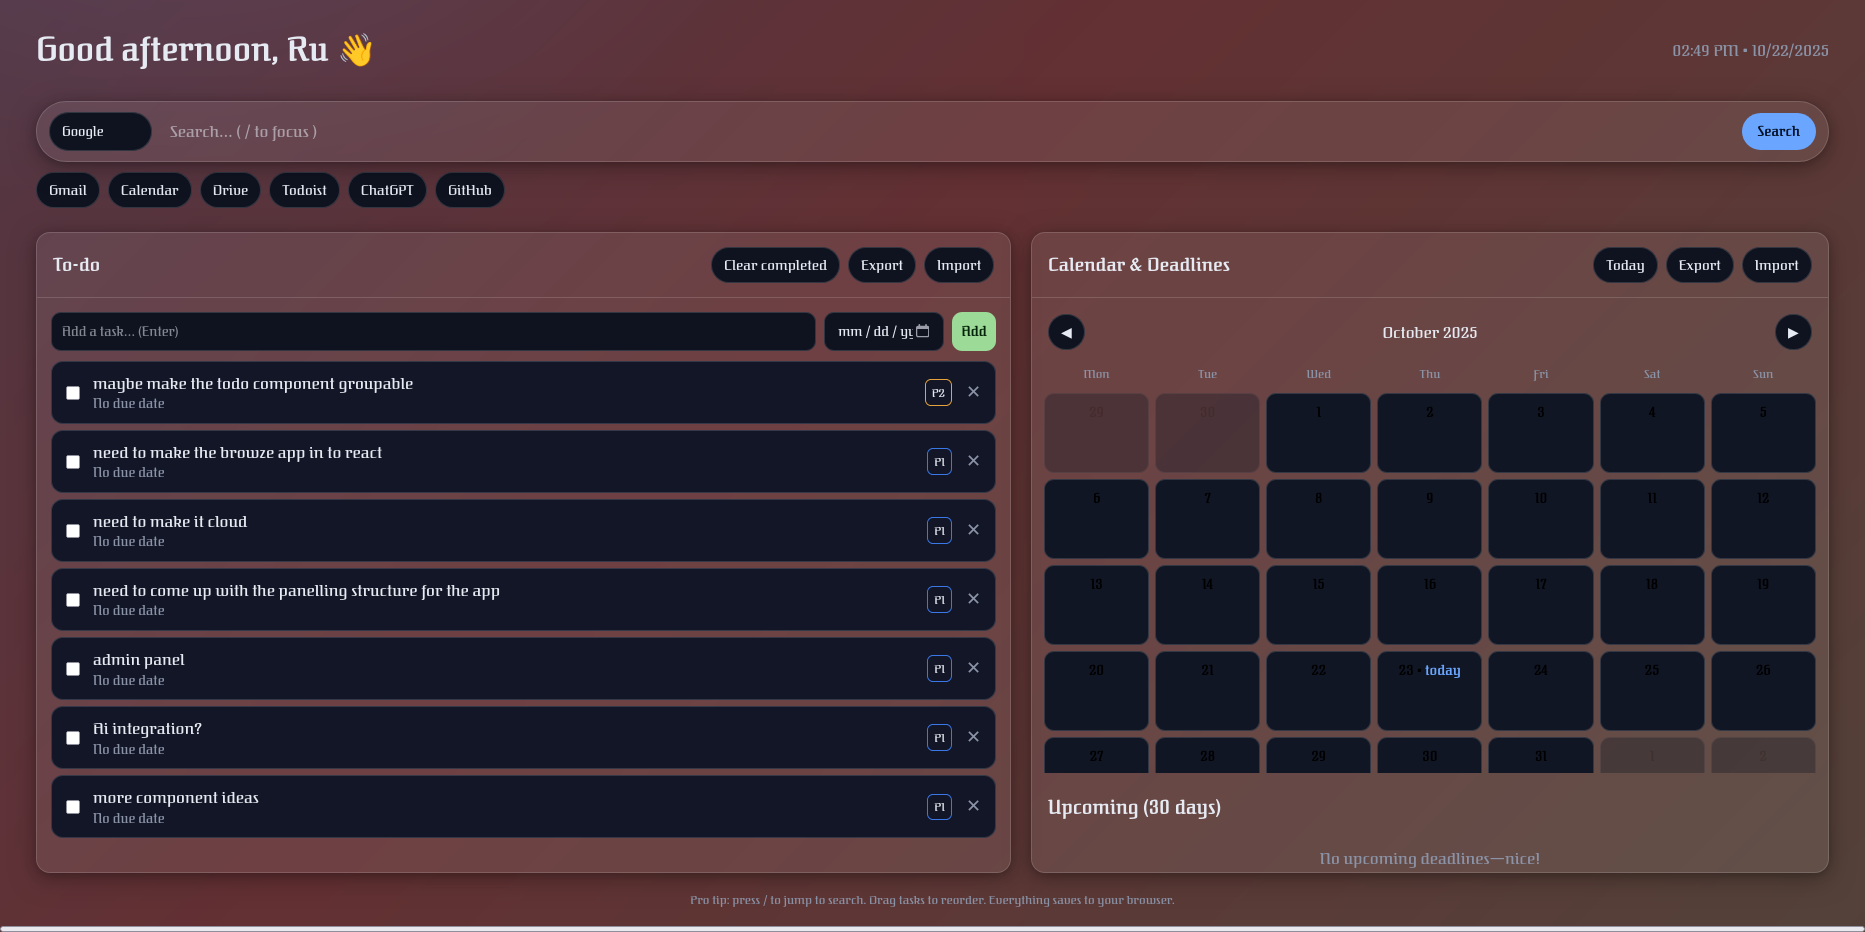 Good afternoon, Ru 👋
02:49 PM • 10/22/2025
Google
Search... ( / to focus )
Search
Gmail Calendar Drive Todoist ChatGPT GitHub
To-do
Clear completed Export Import
Add a task... (Enter)
mm / dd / yy
Add
maybe make the todo component groupable
No due date
P2 ✕
need to make the browze app in to react
No due date
P1 ✕
need to make it cloud
No due date
P1 ✕
need to come up with the panelling structure for the app
No due date
P1 ✕
admin panel
No due date
P1 ✕
Ai integration?
No due date
P1 ✕
more component ideas
No due date
P1 ✕
Calendar & Deadlines
Today Export Import
◀ October 2025 ▶
Mon Tue Wed Thu Fri Sat Sun
29 30 1 2 3 4 5
6 7 8 9 10 11 12
13 14 15 16 17 18 19
20 21 22 23 • today 24 25 26
27 28 29 30 31 1 2
Upcoming (30 days)
No upcoming deadlines—nice!
Pro tip: press / to jump to search. Drag tasks to reorder. Everything saves to your browser.